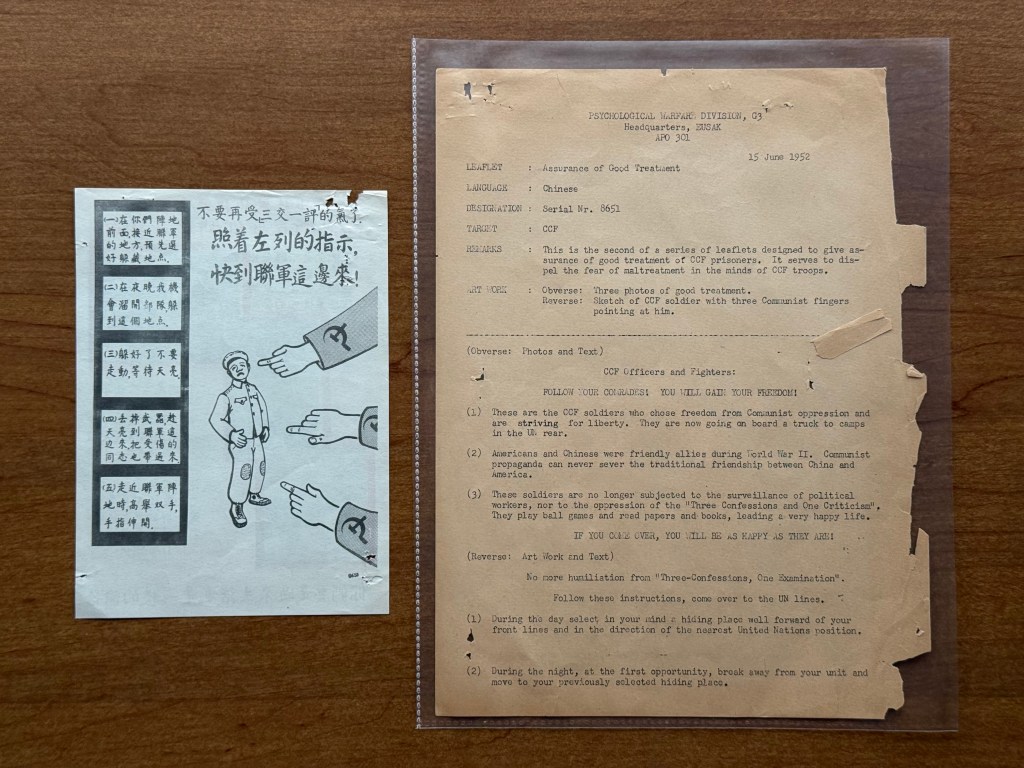 不要再受「三交一評」的氣了,
照着左列的指示,
快到聯軍這邊來!
(一)在你們陣地
前面,接近聯軍
的地方,預先選
好躲藏地点.
(二)在夜晚,我機
會溜開部隊,躲
到這個地点.
(三)躲好了不要
走動,等待天亮.
(四)丟掉武器,趁
天亮到聯軍這
边來,把受傷的
同志也帶過來
(五)走近聯軍陣
地時,高舉双手,
手指伸開.
PSYCHOLOGICAL WARFARE DIVISION, G3
Headquarters, EUSAK
APO 301
15 June 1952
LEAFLET : Assurance of Good Treatment
LANGUAGE : Chinese
DESIGNATION : Serial Nr. 8651
TARGET : CCF
REMARKS : This is the second of a series of leaflets designed to give as-
surance of good treatment of CCF prisoners. It serves to dis-
pel the fear of maltreatment in the minds of CCF troops.
ART WORK : Obverse: Three photos of good treatment.
Reverse: Sketch of CCF soldier with three Communist fingers
pointing at him.
(Obverse: Photos and Text)
CCF Officers and Fighters:
FOLLOW YOUR COMRADES! YOU WILL GAIN YOUR FREEDOM!
(1) These are the CCF soldiers who chose freedom from Communist oppression and
are striving for liberty. They are now going on board a truck to camps
in the UN rear.
(2) Americans and Chinese were friendly allies during World War II. Communist
propaganda can never sever the traditional friendship between China and
America.
(3) These soldiers are no longer subjected to the surveillance of political
workers, nor to the oppression of the "Three Confessions and One Criticism".
They play ball games and read papers and books, leading a very happy life.
IF YOU COME OVER, YOU WILL BE AS HAPPY AS THEY ARE!
(Reverse: Art Work and Text)
No more humiliation from "Three-Confessions, One Examination".
Follow these instructions, come over to the UN lines.
(1) During the day select in your mind a hiding place well forward of your
front lines and in the direction of the nearest United Nations position.
(2) During the night, at the first opportunity, break away from your unit and
move to your previously selected hiding place.